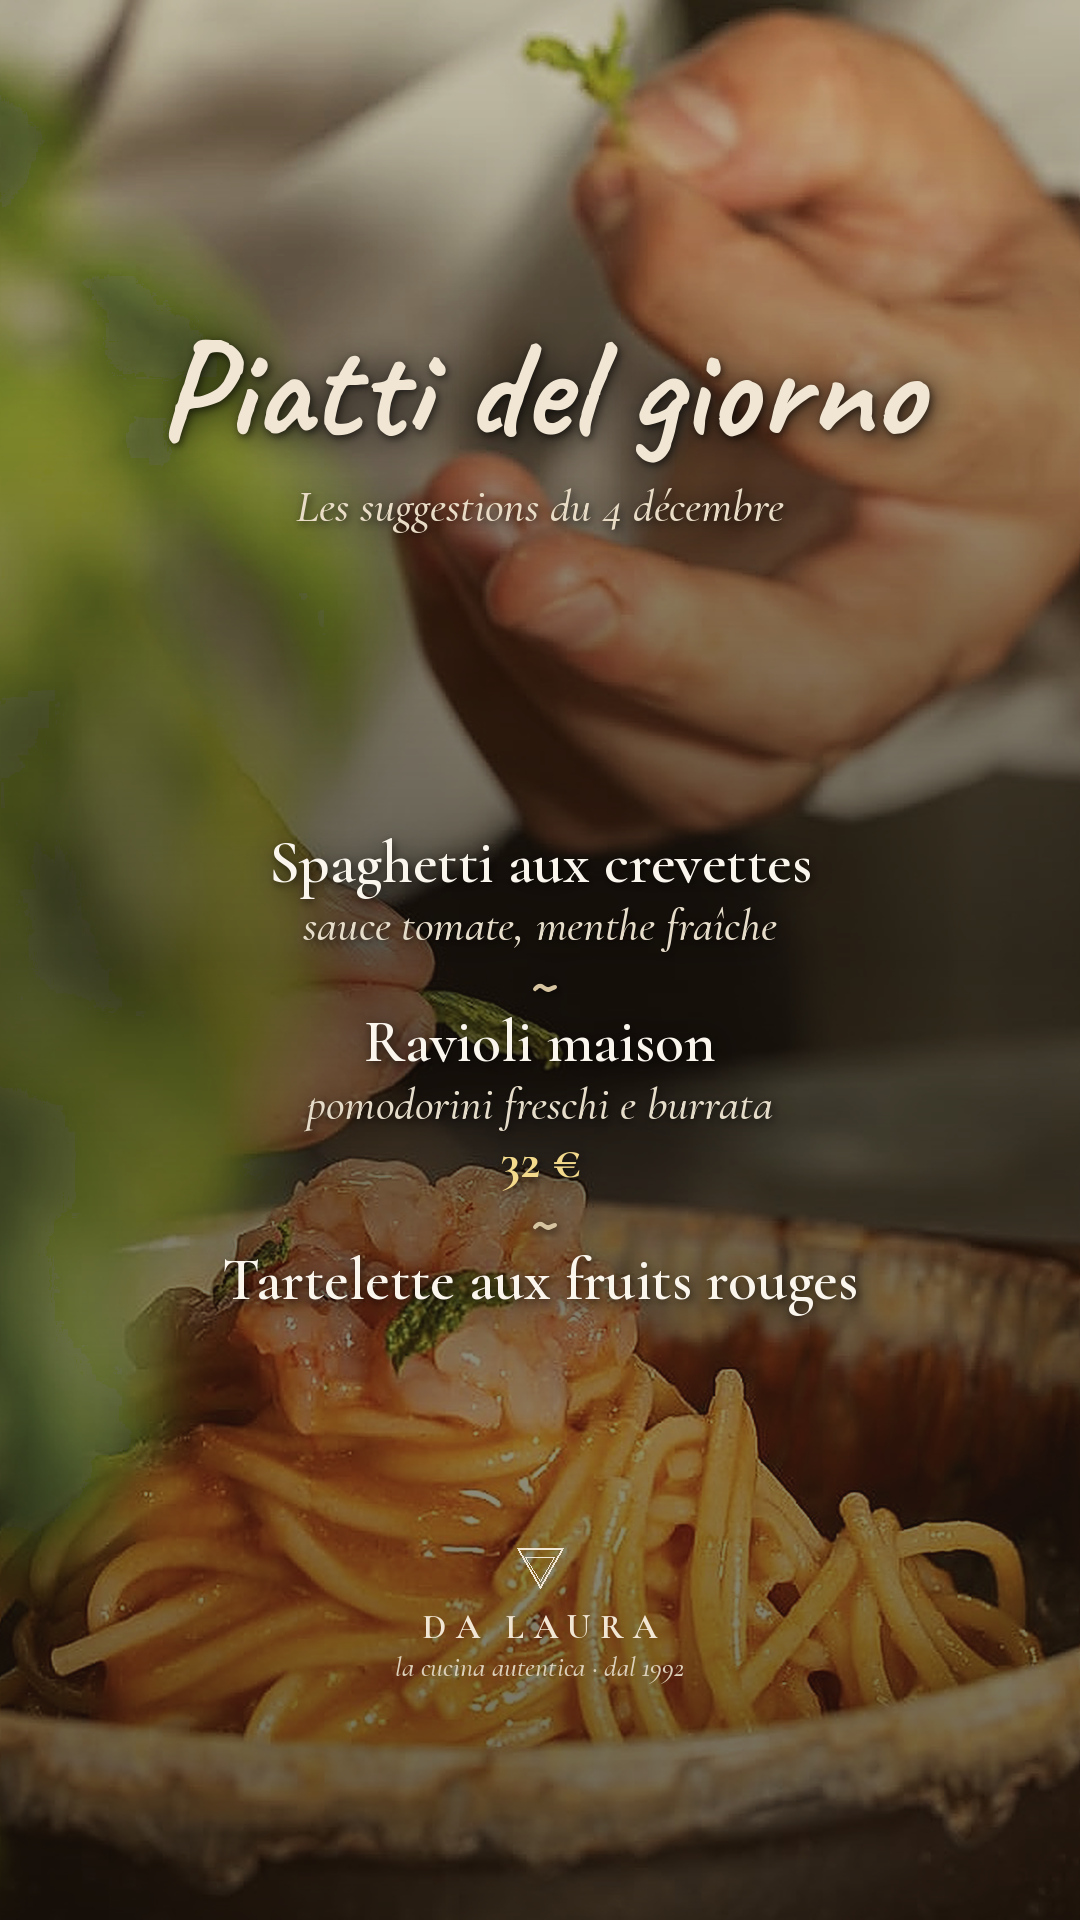 Piatti del giorno
Les suggestions du 4 décembre
Spaghetti aux crevettes
sauce tomate, menthe fraîche
~
Ravioli maison
pomodorini freschi e burrata
32 €
~
Tartelette aux fruits rouges
DA LAURA
la cucina autentica · dal 1992